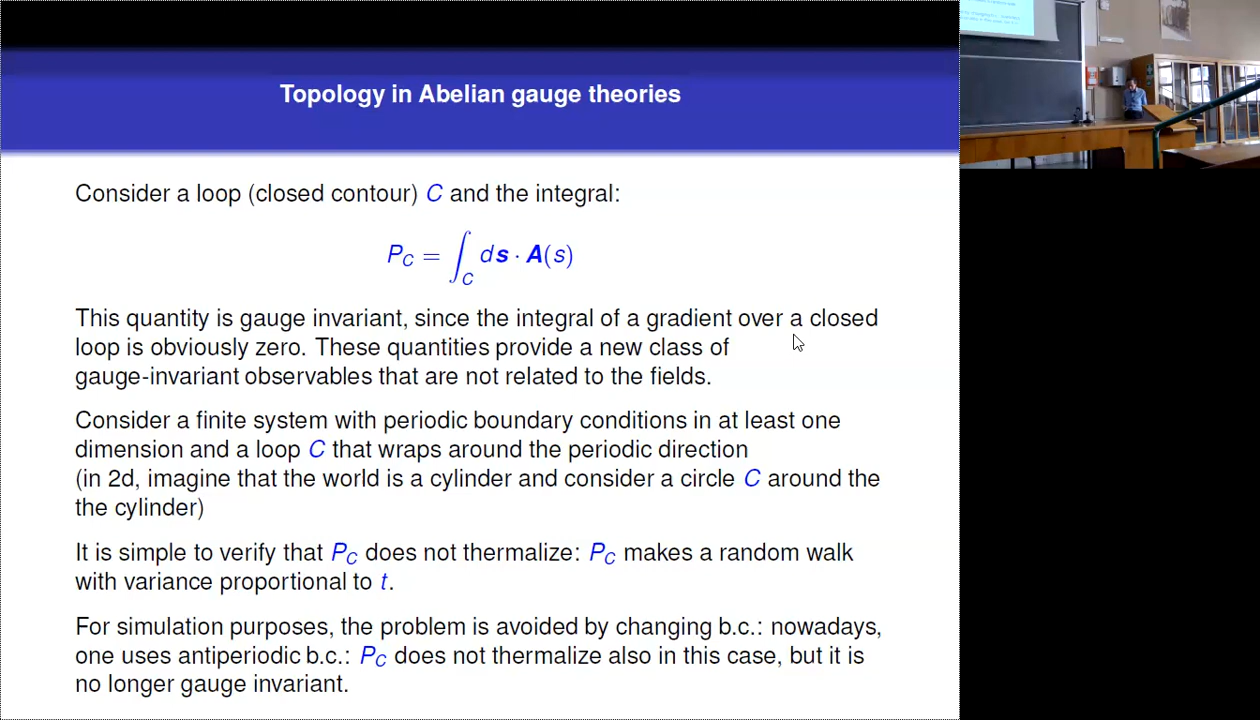 Topology in Abelian gauge theories
Consider a loop (closed contour) C and the integral:
P_C = ∫_C ds · A(s)
This quantity is gauge invariant, since the integral of a gradient over a closed
loop is obviously zero. These quantities provide a new class of
gauge-invariant observables that are not related to the fields.
Consider a finite system with periodic boundary conditions in at least one
dimension and a loop C that wraps around the periodic direction
(in 2d, imagine that the world is a cylinder and consider a circle C around the
the cylinder)
It is simple to verify that P_C does not thermalize: P_C makes a random walk
with variance proportional to t.
For simulation purposes, the problem is avoided by changing b.c.: nowadays,
one uses antiperiodic b.c.: P_C does not thermalize also in this case, but it is
no longer gauge invariant.